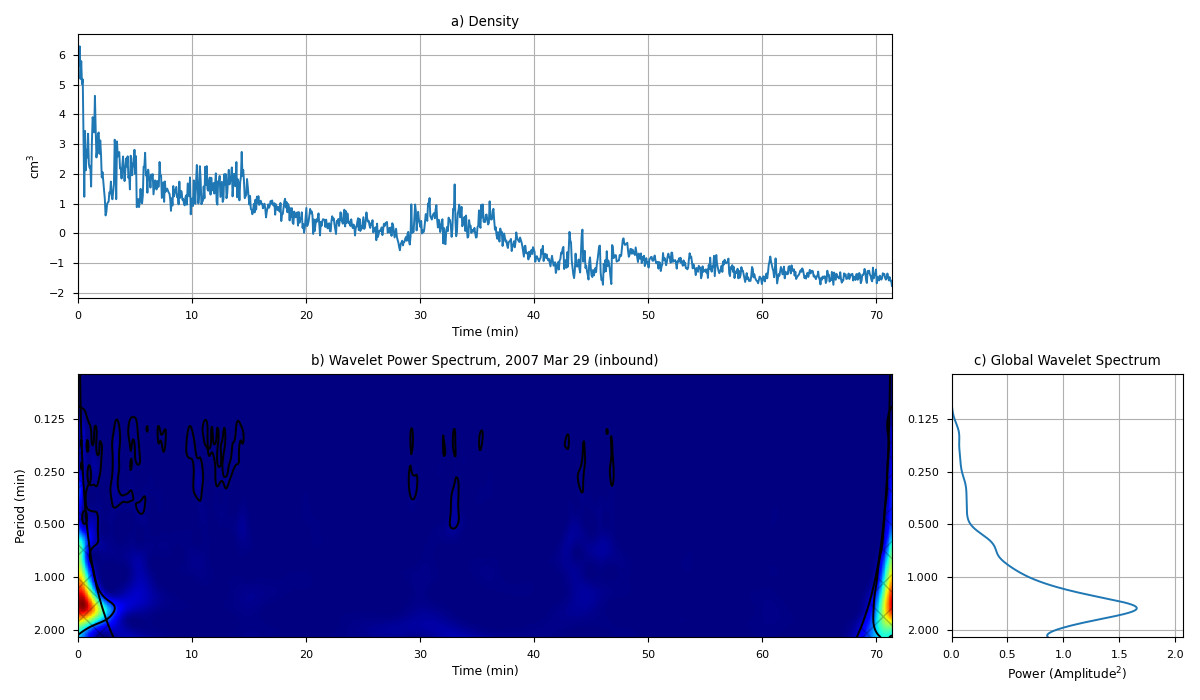 a) Density
cm³
6
5
4
3
2
1
0
−1
−2
0 10 20 30 40 50 60 70
Time (min)
b) Wavelet Power Spectrum, 2007 Mar 29 (inbound)
Period (min)
0.125
0.250
0.500
1.000
2.000
0 10 20 30 40 50 60 70
Time (min)
c) Global Wavelet Spectrum
0.125
0.250
0.500
1.000
2.000
0.0 0.5 1.0 1.5 2.0
Power (Amplitude²)